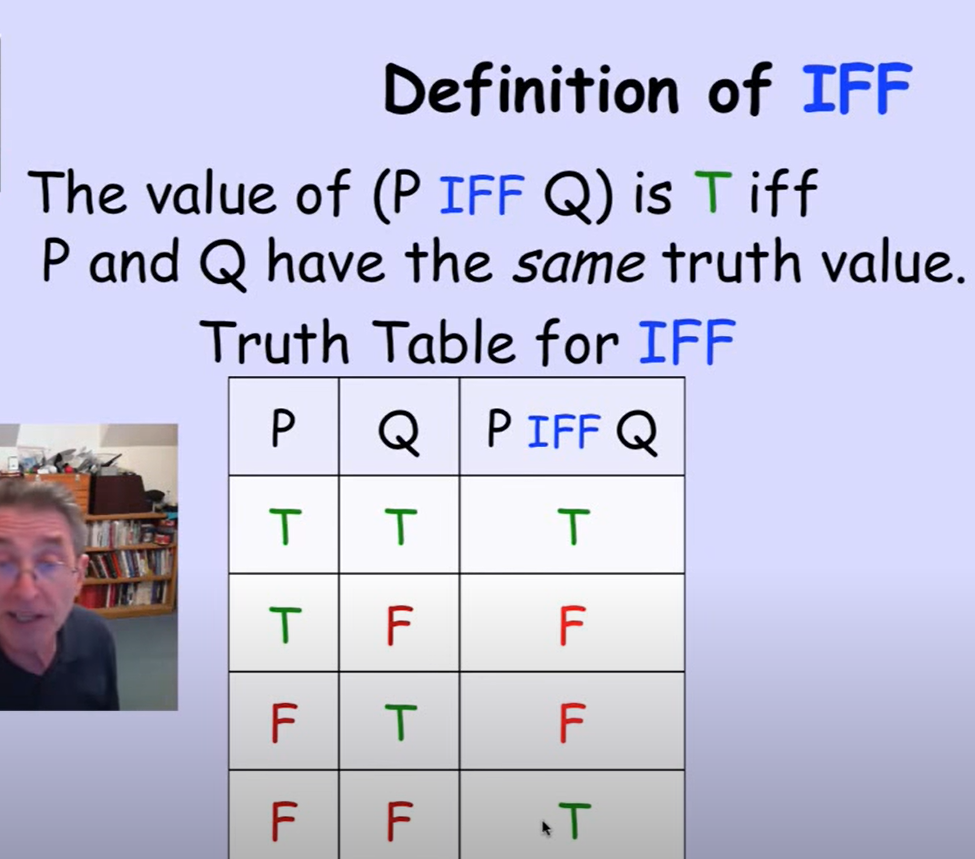 Definition of IFF
The value of (P IFF Q) is T iff
P and Q have the same truth value.
Truth Table for IFF
P Q P IFF Q
T T T
T F F
F T F
F F T